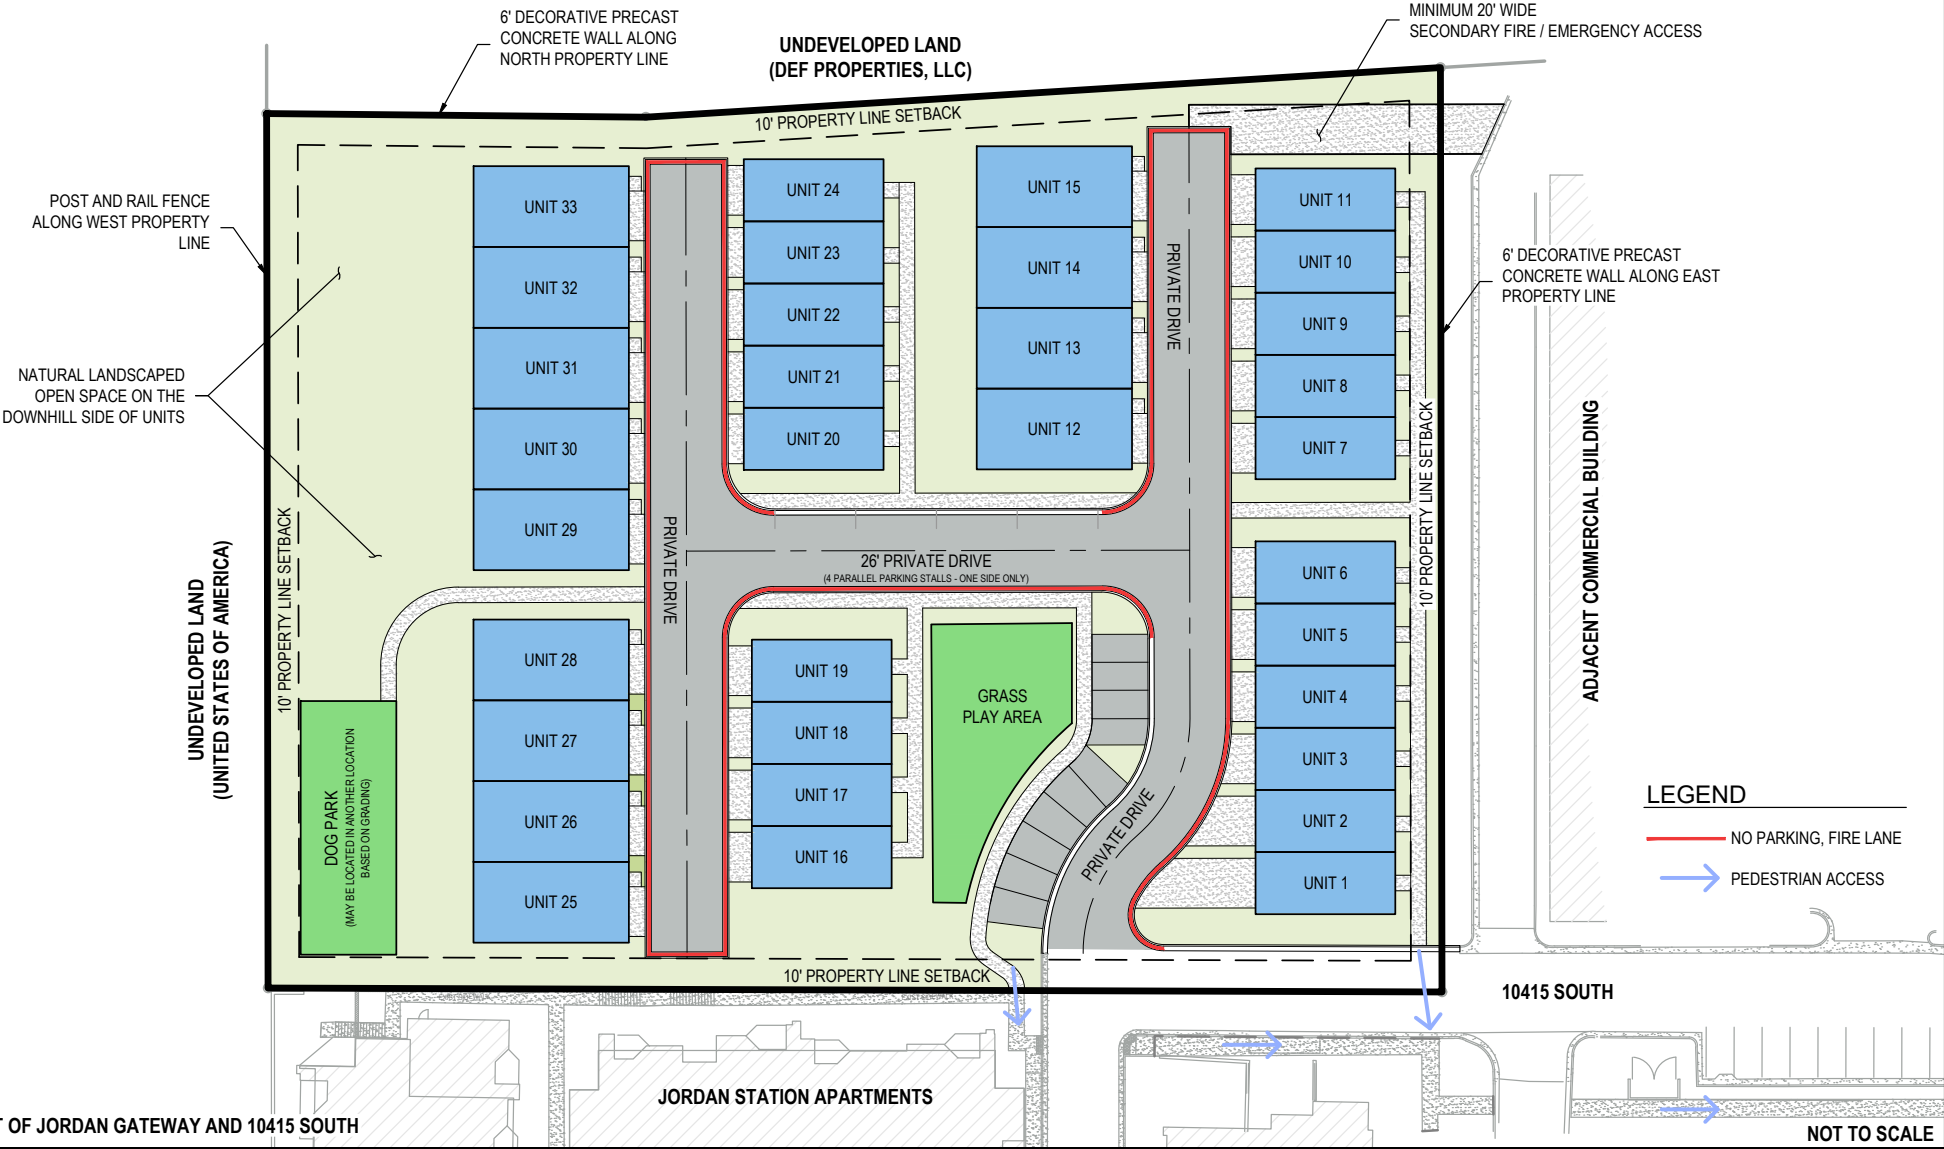 6' DECORATIVE PRECAST
CONCRETE WALL ALONG
NORTH PROPERTY LINE
UNDEVELOPED LAND
(DEF PROPERTIES, LLC)
MINIMUM 20' WIDE
SECONDARY FIRE / EMERGENCY ACCESS
10' PROPERTY LINE SETBACK
POST AND RAIL FENCE
ALONG WEST PROPERTY
LINE
6' DECORATIVE PRECAST
CONCRETE WALL ALONG EAST
PROPERTY LINE
NATURAL LANDSCAPED
OPEN SPACE ON THE
DOWNHILL SIDE OF UNITS
UNIT 33
UNIT 32
UNIT 31
UNIT 30
UNIT 29
UNIT 24
UNIT 23
UNIT 22
UNIT 21
UNIT 20
UNIT 15
UNIT 14
UNIT 13
UNIT 12
PRIVATE DRIVE
UNIT 11
UNIT 10
UNIT 9
UNIT 8
UNIT 7
10' PROPERTY LINE SETBACK
ADJACENT COMMERCIAL BUILDING
UNDEVELOPED LAND
(UNITED STATES OF AMERICA)
10' PROPERTY LINE SETBACK
PRIVATE DRIVE
26' PRIVATE DRIVE
(4 PARALLEL PARKING STALLS - ONE SIDE ONLY)
UNIT 28
UNIT 27
UNIT 26
UNIT 25
UNIT 19
UNIT 18
UNIT 17
UNIT 16
GRASS
PLAY AREA
PRIVATE DRIVE
UNIT 6
UNIT 5
UNIT 4
UNIT 3
UNIT 2
UNIT 1
DOG PARK
(MAY BE LOCATED IN ANOTHER LOCATION
BASED ON GRADING)
LEGEND
NO PARKING, FIRE LANE
PEDESTRIAN ACCESS
10' PROPERTY LINE SETBACK
10415 SOUTH
JORDAN STATION APARTMENTS
OF JORDAN GATEWAY AND 10415 SOUTH
NOT TO SCALE